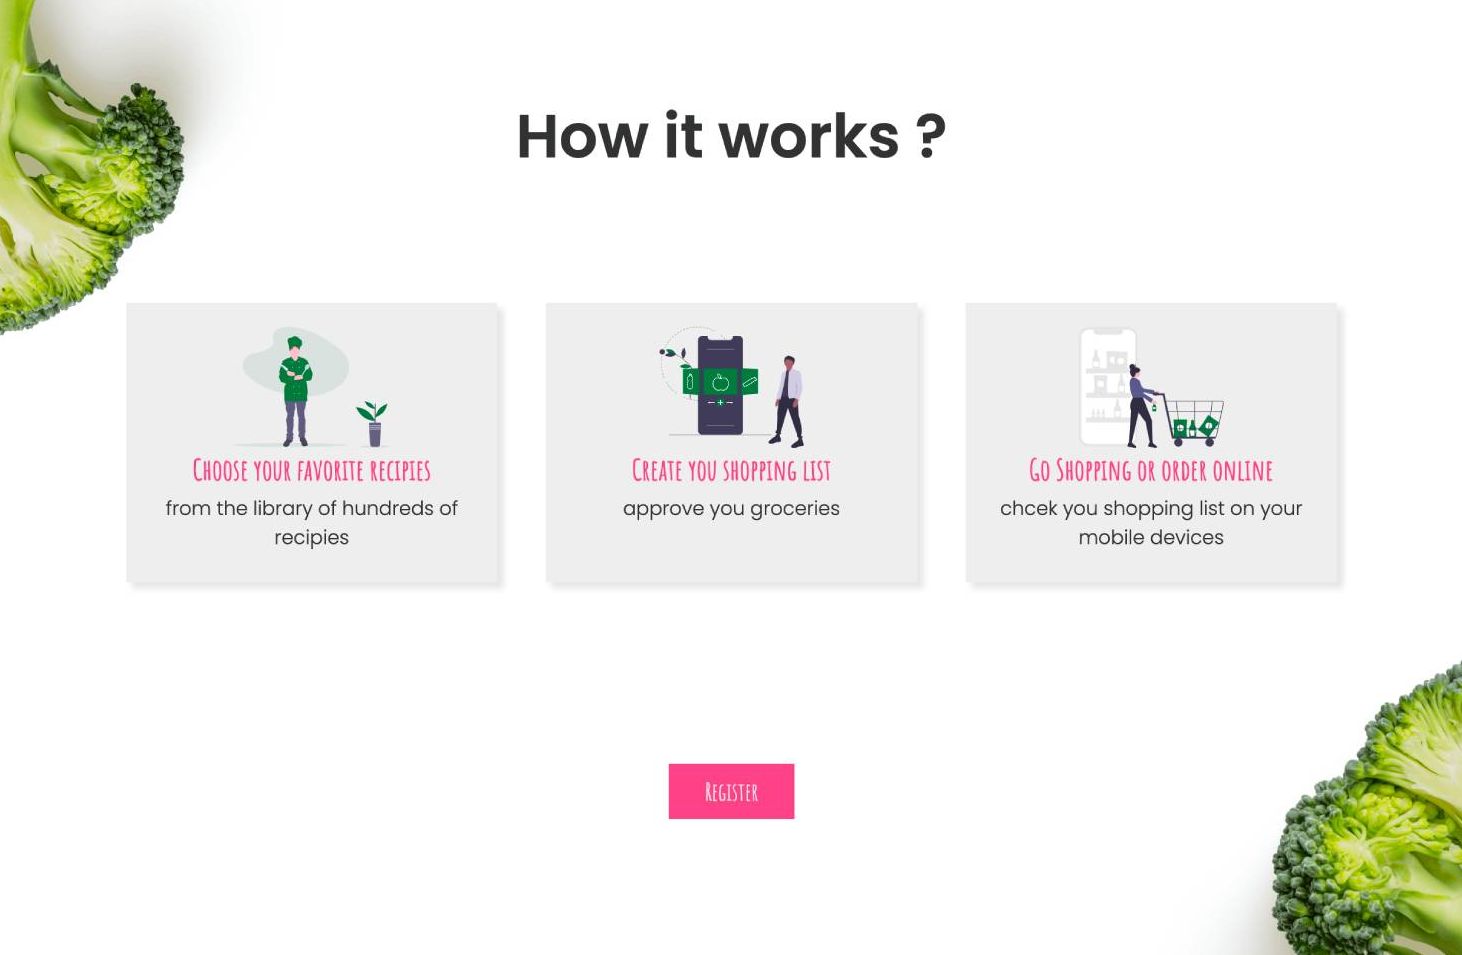 How it works ?
Choose your favorite recipies
from the library of hundreds of
recipies
Create you shopping list
approve you groceries
Go Shopping or order online
chcek you shopping list on your
mobile devices
Register